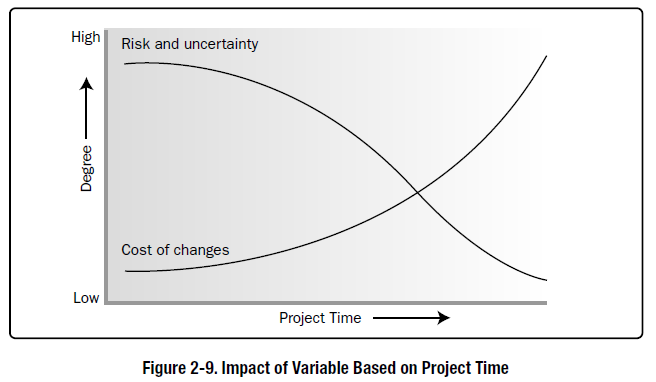 High
Risk and uncertainty
Degree
Cost of changes
Low
Project Time
Figure 2-9. Impact of Variable Based on Project Time